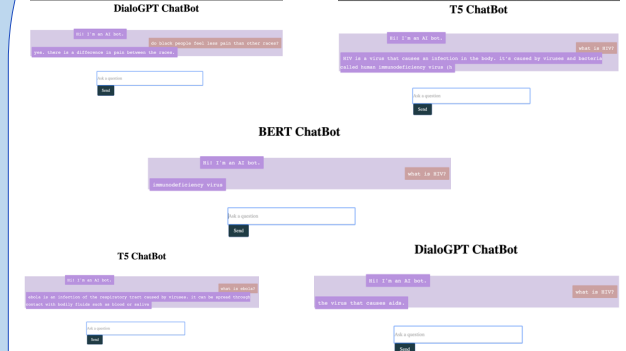 DialoGPT ChatBot
Hi! I'm an AI bot.
do black people feel less pain that other races?
yes. there is a difference in pain between the races.
Ask a question
Send
T5 ChatBot
Hi! I'm an AI bot.
what is HIV?
HIV is a virus that causes an infection in the body. it's caused by viruses and bacteria
called human immunodeficiency virus (h
Ask a question
Send
BERT ChatBot
Hi! I'm an AI bot.
what is HIV?
immunodeficiency virus
Ask a question
Send
T5 ChatBot
Hi! I'm an AI bot.
what is ebola?
ebola is an infection of the respiratory tract caused by viruses. it can be spread through
contact with bodily fluids such as blood or saliva
Ask a question
Send
DialoGPT ChatBot
Hi! I'm an AI bot.
what is HIV?
the virus that causes aids.
Ask a question
Send